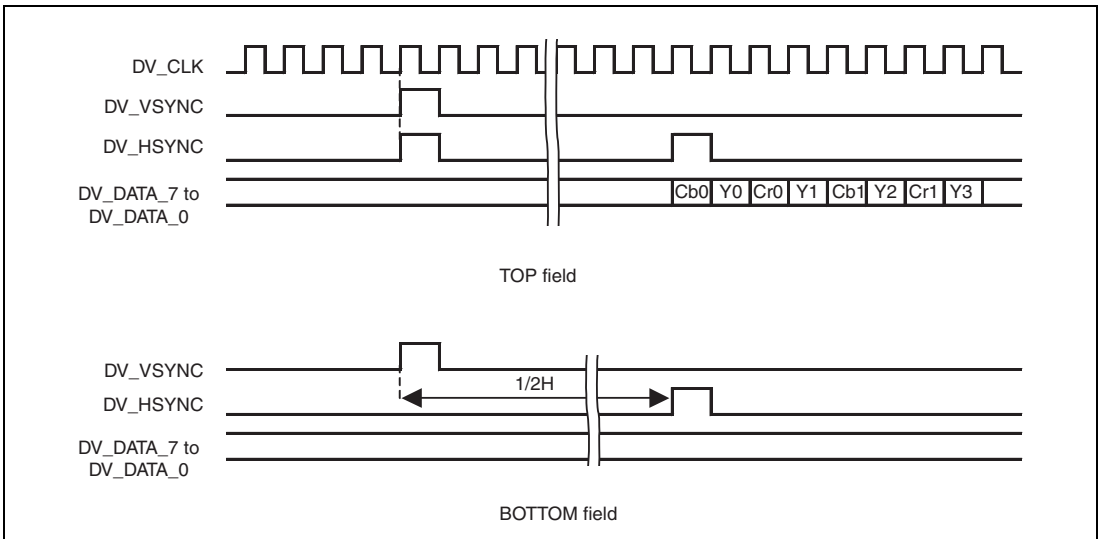 DV_CLK
DV_VSYNC
DV_HSYNC
DV_DATA_7 to
DV_DATA_0
Cb0 Y0 Cr0 Y1 Cb1 Y2 Cr1 Y3
TOP field
DV_VSYNC
1/2H
DV_HSYNC
DV_DATA_7 to
DV_DATA_0
BOTTOM field